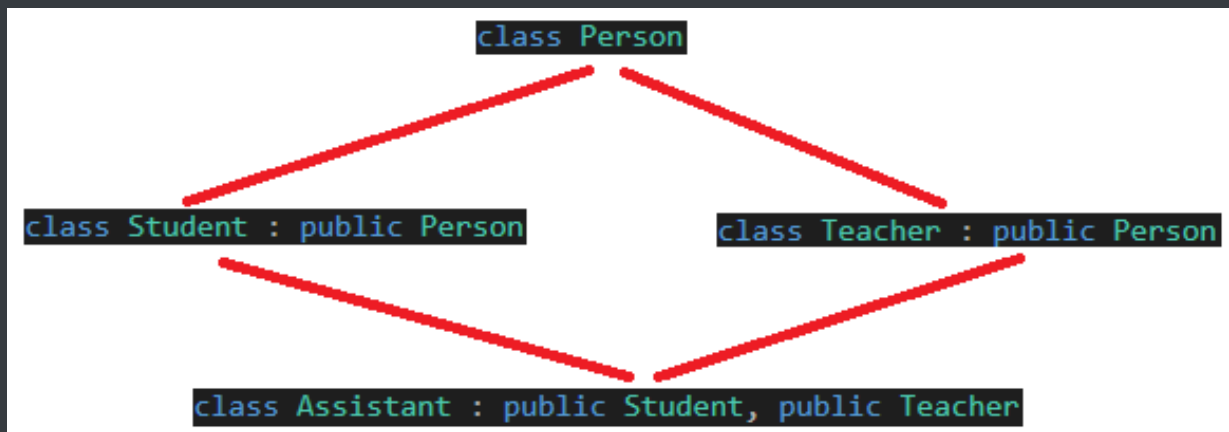 class Person
class Student : public Person
class Teacher : public Person
class Assistant : public Student, public Teacher